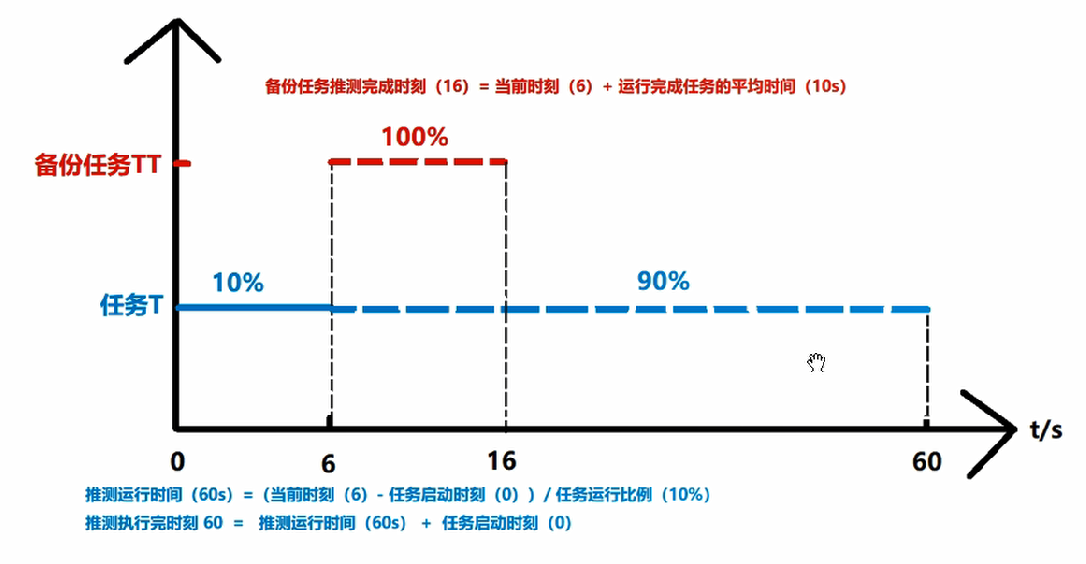 备份任务推测完成时刻（16）= 当前时刻（6）+ 运行完成任务的平均时间（10s）
100%
备份任务TT
10%
90%
任务T
t/s
0
6
16
60
推测运行时间（60s）=（当前时刻（6）- 任务启动时刻（0））/ 任务运行比例（10%）
推测执行完时刻 60 = 推测运行时间（60s） + 任务启动时刻（0）